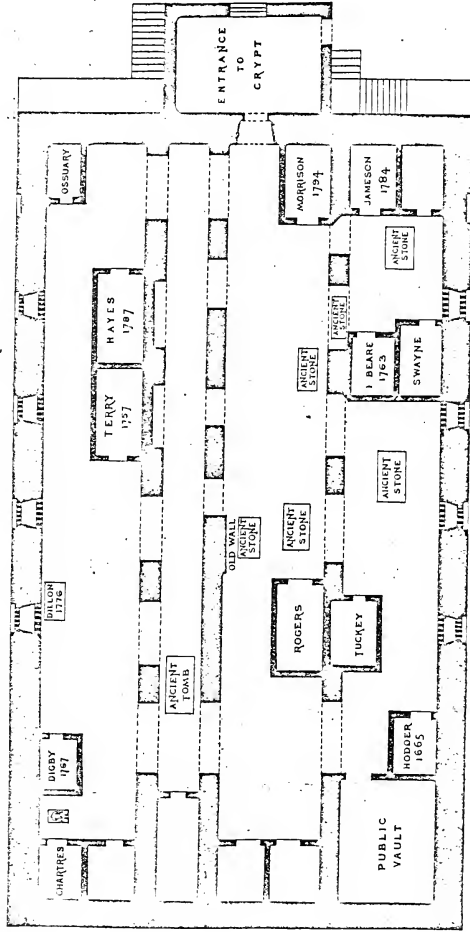 OSSUARY
HAYES
1787
TERRY
1757
DILLON
1776
DIGBY
1767
CHARTRES
ENTRANCE
TO
CRYPT
ANCIENT
TOMB
OLD WALL
ANCIENT
STONE
MORRISON
1794
ANCIENT
STONE
ANCIENT
STONE
ROGERS
ANCIENT
STONE
TUCKEY
JAMESON
1784
ANCIENT
STONE
I BEARE
1763
SWAYNE
ANCIENT
STONE
HODDER
1665
PUBLIC
VAULT